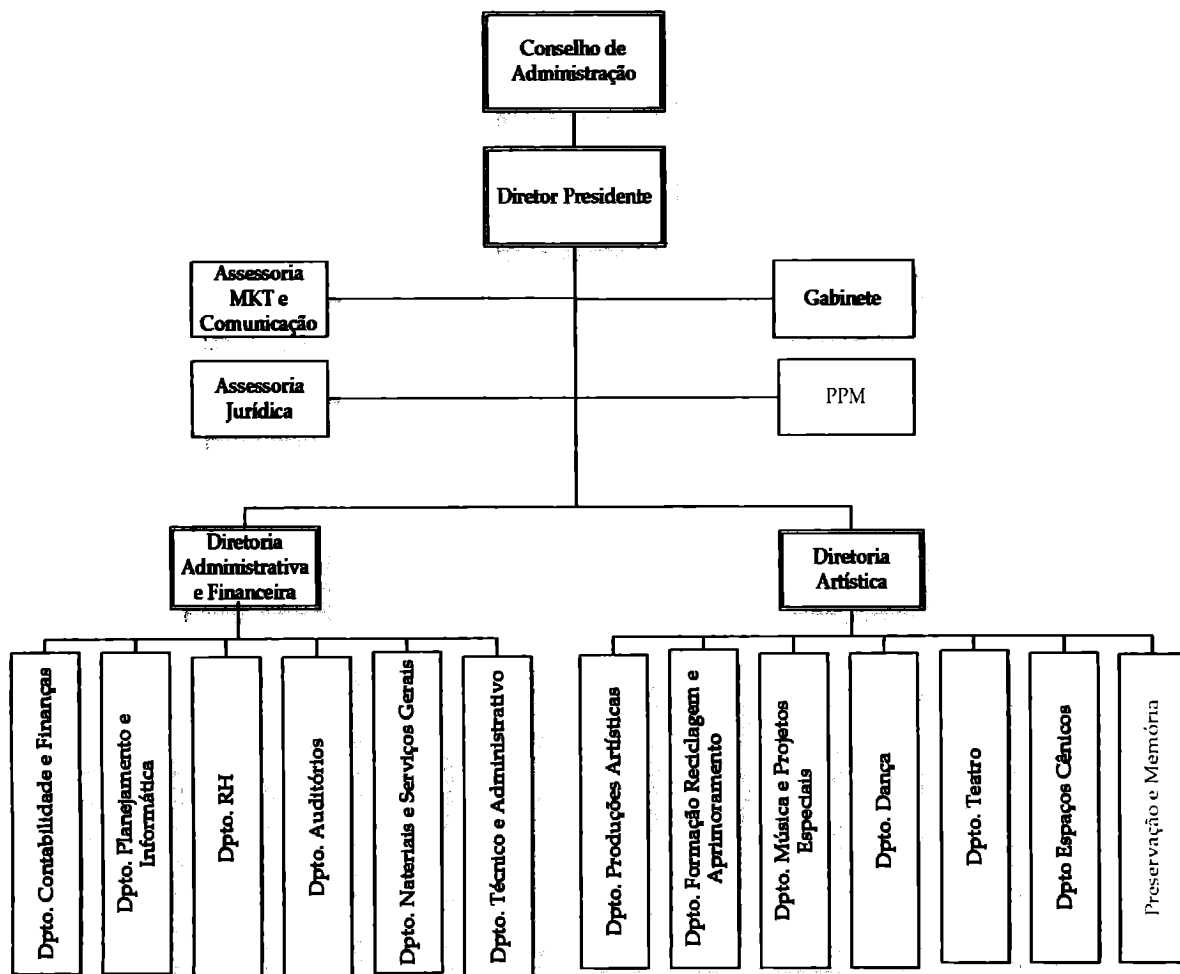 Conselho de
Administração
Diretor Presidente
Assessoria
MKT e
Comunicação
Gabinete
Assessoria
Jurídica
PPM
Diretoria
Administrativa
e Financeira
Diretoria
Artística
Dpto. Contabilidade e Finanças
Dpto. Planejamento e
Informática
Dpto. RH
Dpto. Auditórios
Dpto. Nateriais e Serviços Gerais
Dpto. Técnico e Administrativo
Dpto. Produções Artísticas
Dpto. Formação Reciclagem e
Aprimoramento
Dpto. Música e Projetos
Especiais
Dpto. Dança
Dpto. Teatro
Dpto Espaços Cênicos
Preservação e Memória